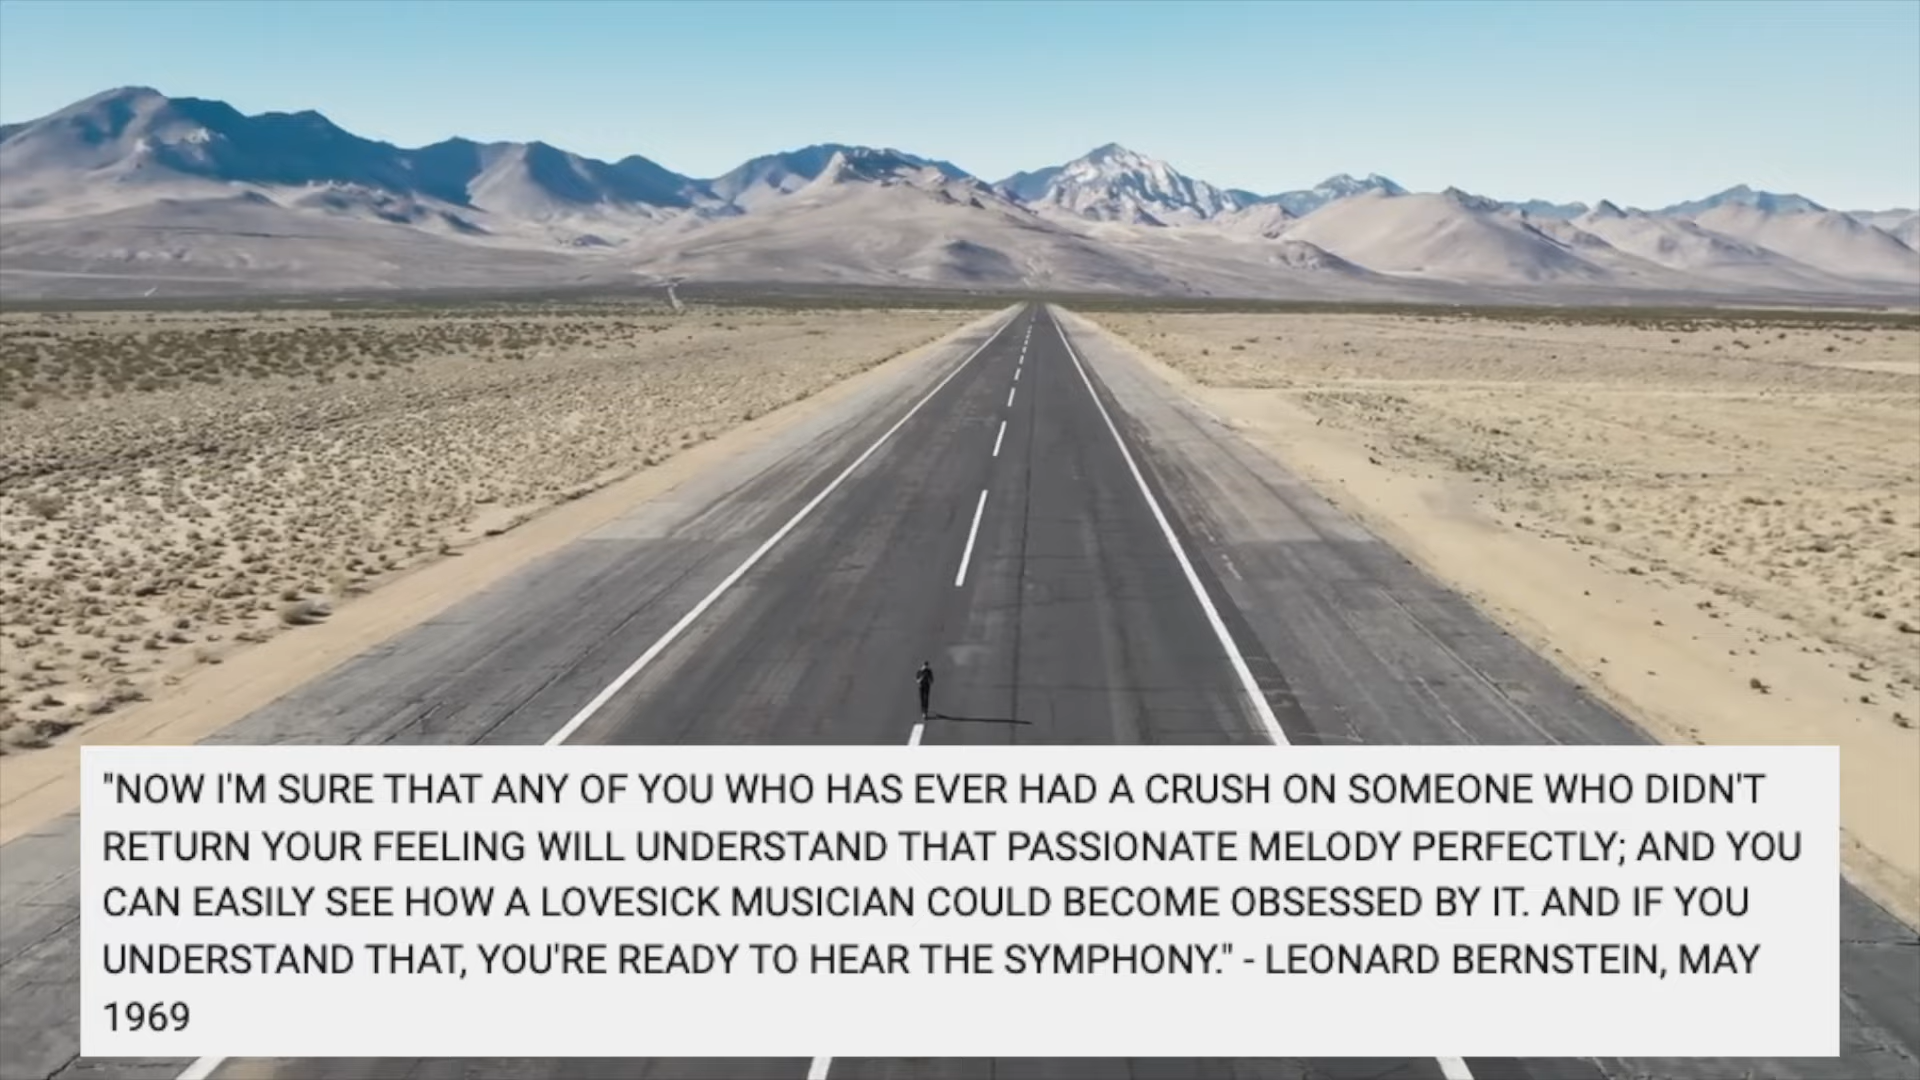 "NOW I'M SURE THAT ANY OF YOU WHO HAS EVER HAD A CRUSH ON SOMEONE WHO DIDN'T
RETURN YOUR FEELING WILL UNDERSTAND THAT PASSIONATE MELODY PERFECTLY; AND YOU
CAN EASILY SEE HOW A LOVESICK MUSICIAN COULD BECOME OBSESSED BY IT. AND IF YOU
UNDERSTAND THAT, YOU'RE READY TO HEAR THE SYMPHONY." - LEONARD BERNSTEIN, MAY
1969